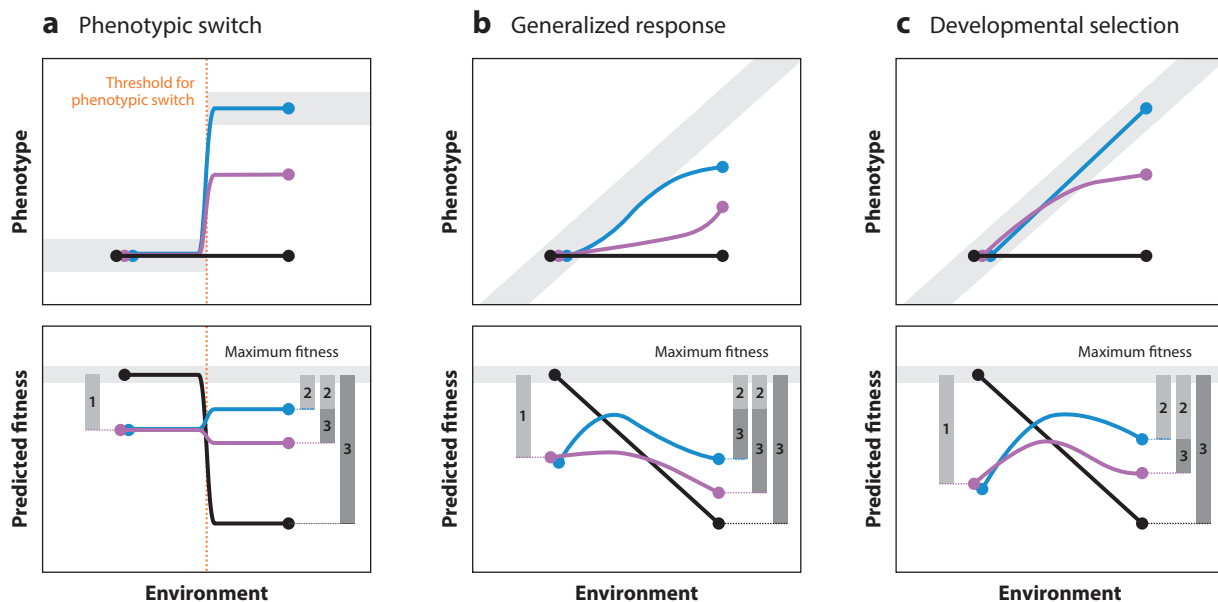 a Phenotypic switch
b Generalized response
c Developmental selection
Threshold for
phenotypic switch
Phenotype
Phenotype
Phenotype
Maximum fitness
1
2
2
3
3
Predicted fitness
Environment
Maximum fitness
1
2
2
3
3
3
Predicted fitness
Environment
Maximum fitness
1
2
2
3
3
Predicted fitness
Environment